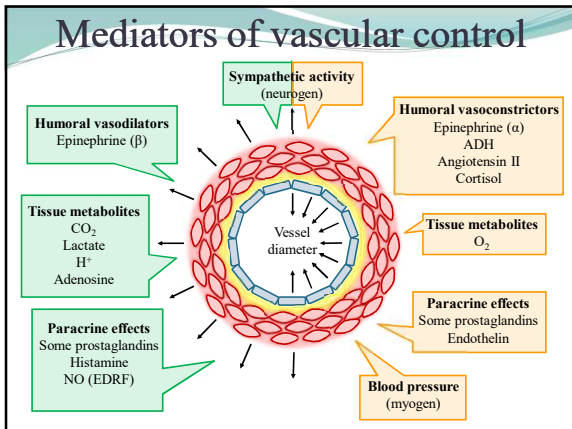 Mediators of vascular control
Sympathetic activity
(neurogen)
Humoral vasodilators
Epinephrine (β)
Humoral vasoconstrictors
Epinephrine (α)
ADH
Angiotensin II
Cortisol
Tissue metabolites
CO₂
Lactate
H⁺
Adenosine
Vessel
diameter
Tissue metabolites
O₂
Paracrine effects
Some prostaglandins
Histamine
NO (EDRF)
Paracrine effects
Some prostaglandins
Endothelin
Blood pressure
(myogen)